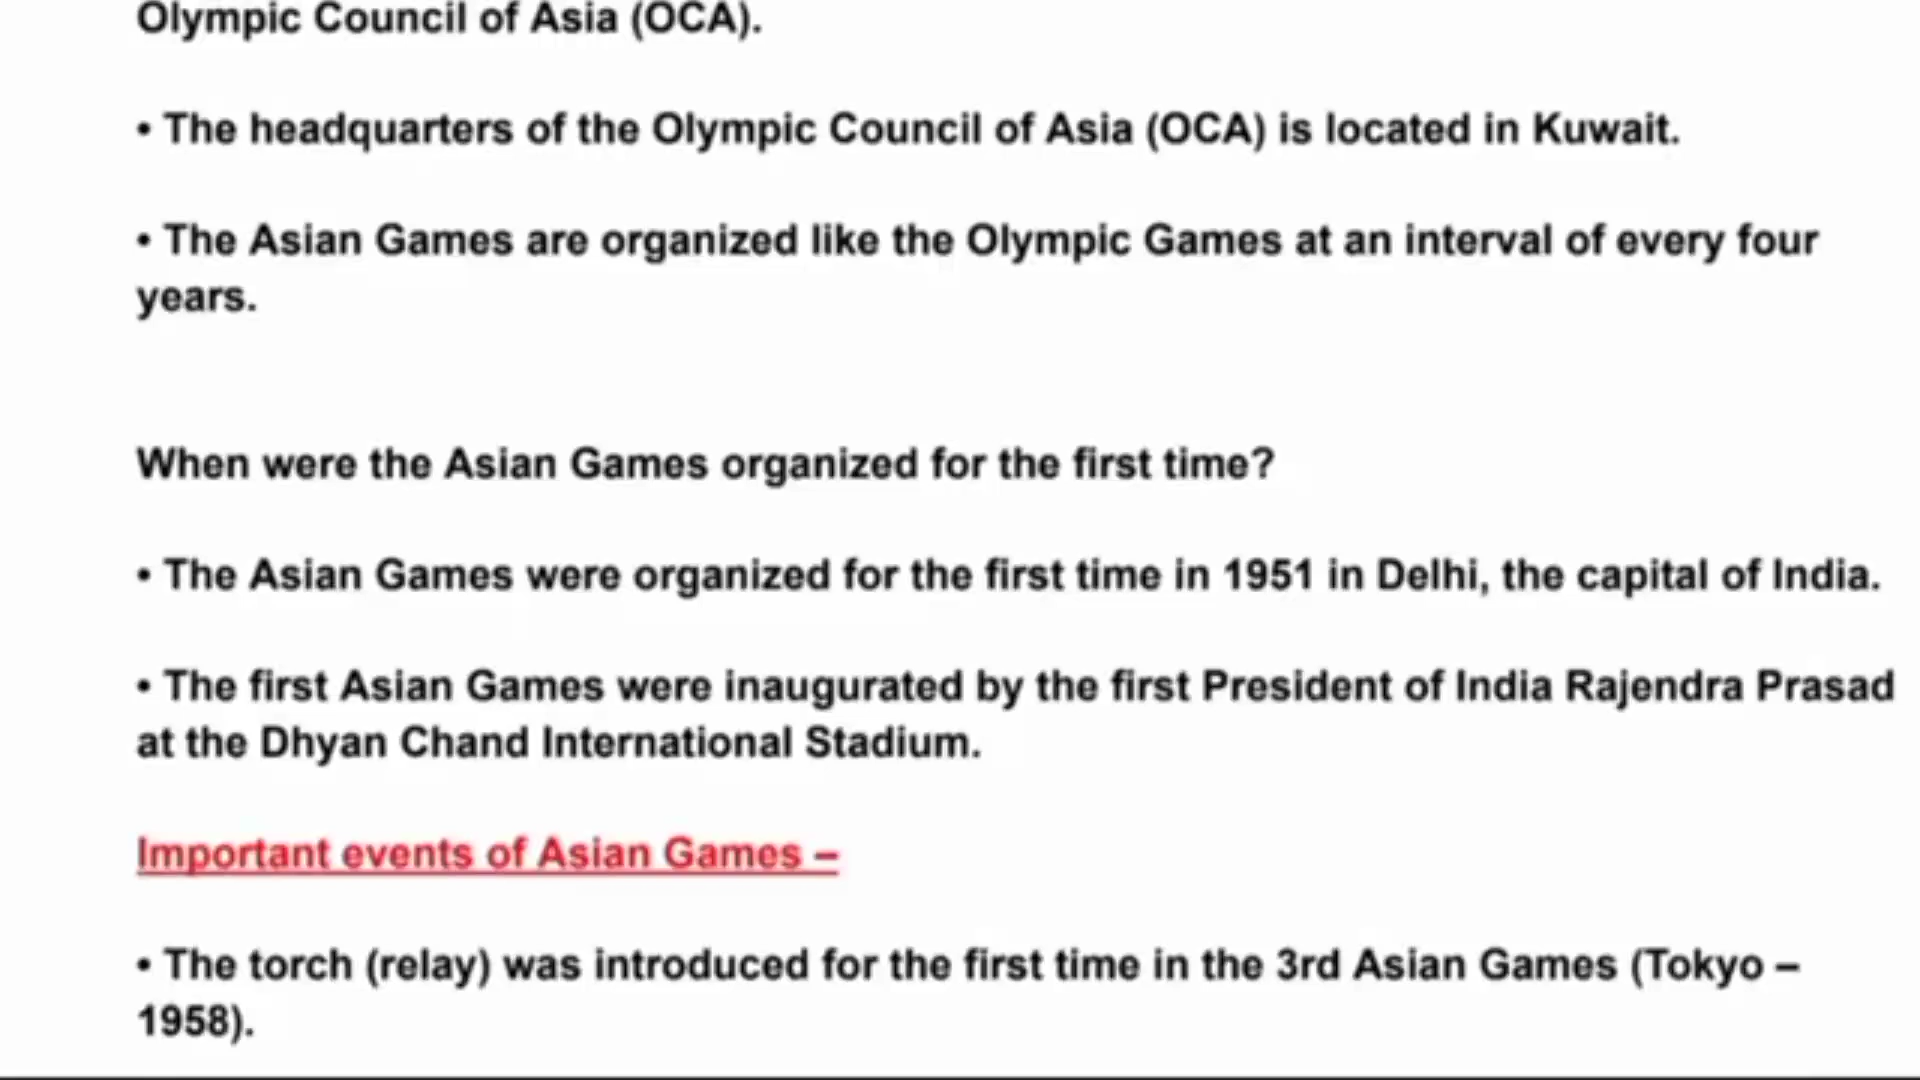 Olympic Council of Asia (OCA).
• The headquarters of the Olympic Council of Asia (OCA) is located in Kuwait.
• The Asian Games are organized like the Olympic Games at an interval of every four
years.
When were the Asian Games organized for the first time?
• The Asian Games were organized for the first time in 1951 in Delhi, the capital of India.
• The first Asian Games were inaugurated by the first President of India Rajendra Prasad
at the Dhyan Chand International Stadium.
Important events of Asian Games –
• The torch (relay) was introduced for the first time in the 3rd Asian Games (Tokyo –
1958).